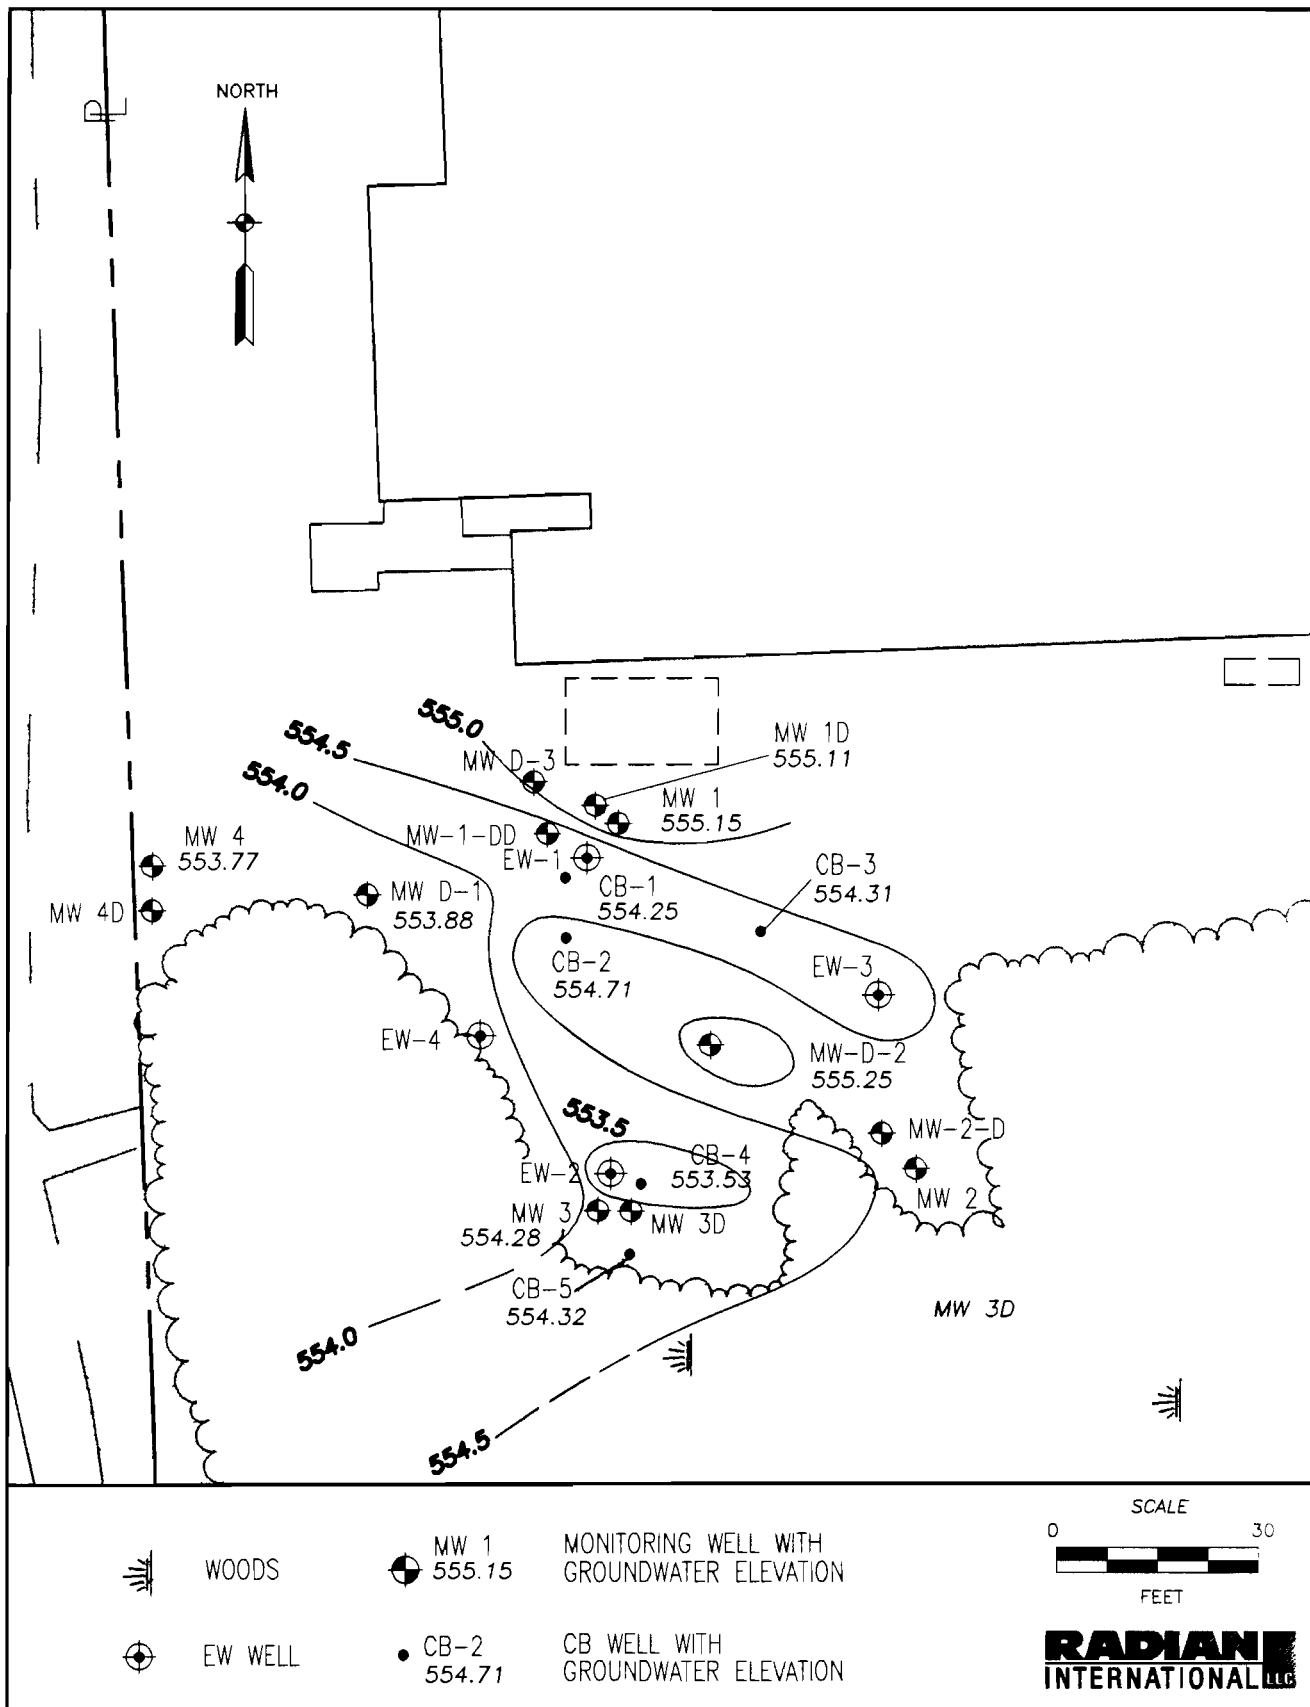 PL
NORTH
555.0
554.5
554.0
MW D-3
MW 1D
555.11
MW 1
555.15
MW-1-DD
EW-1
MW 4
553.77
MW 4D
MW D-1
553.88
CB-1
554.25
CB-3
554.31
CB-2
554.71
EW-3
EW-4
MW-D-2
555.25
553.5
MW-2-D
CB-4
553.53
EW-2
MW 2
MW 3
554.28
MW 3D
CB-5
554.32
MW 3D
554.0
554.5
WOODS
MW 1
555.15
MONITORING WELL WITH
GROUNDWATER ELEVATION
EW WELL
CB-2
554.71
CB WELL WITH
GROUNDWATER ELEVATION
SCALE
0 30
FEET
RADIAN
INTERNATIONAL LLC